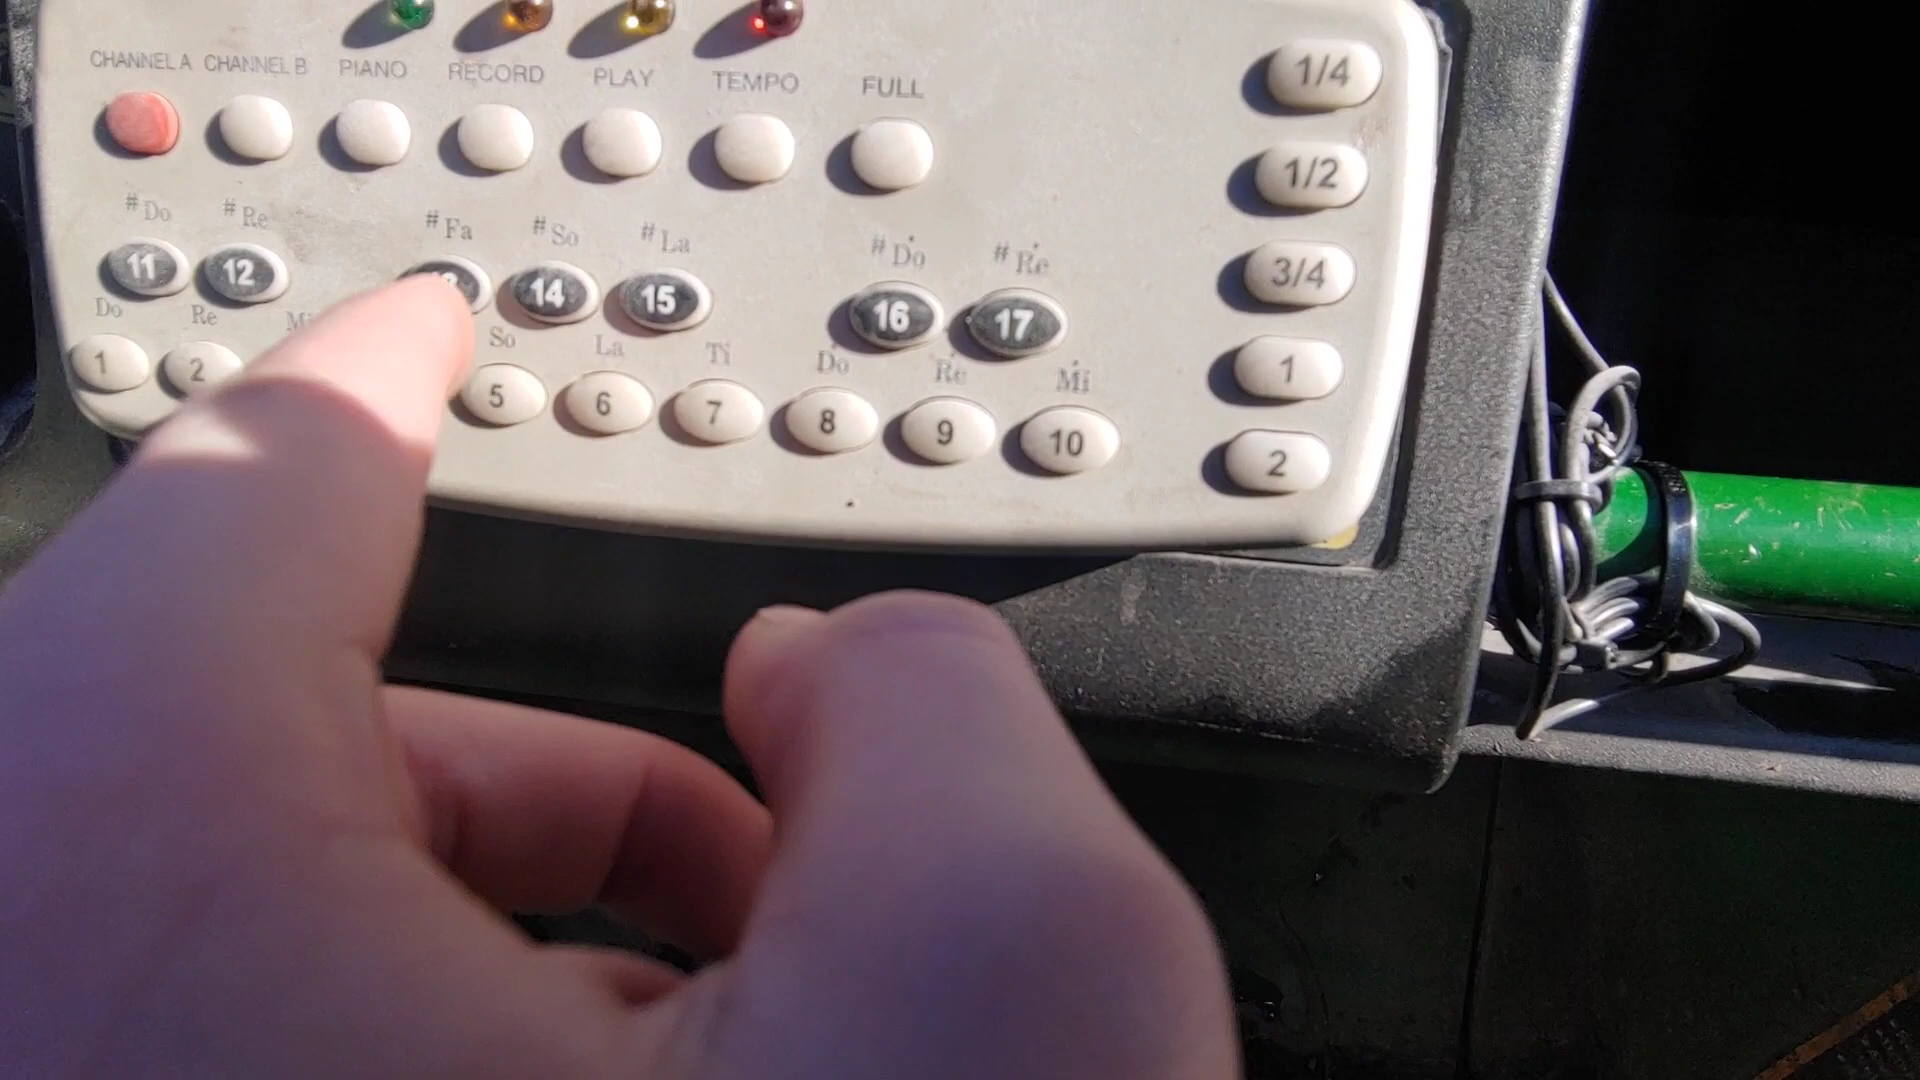 CHANNEL A CHANNEL B PIANO RECORD PLAY TEMPO FULL
1/4
1/2
#Do #Re #Fa #So #La #Do #Re
11 12 14 15 16 17
3/4
Do Re So La Ti Do Re Mi
1 2 5 6 7 8 9 10
1
2